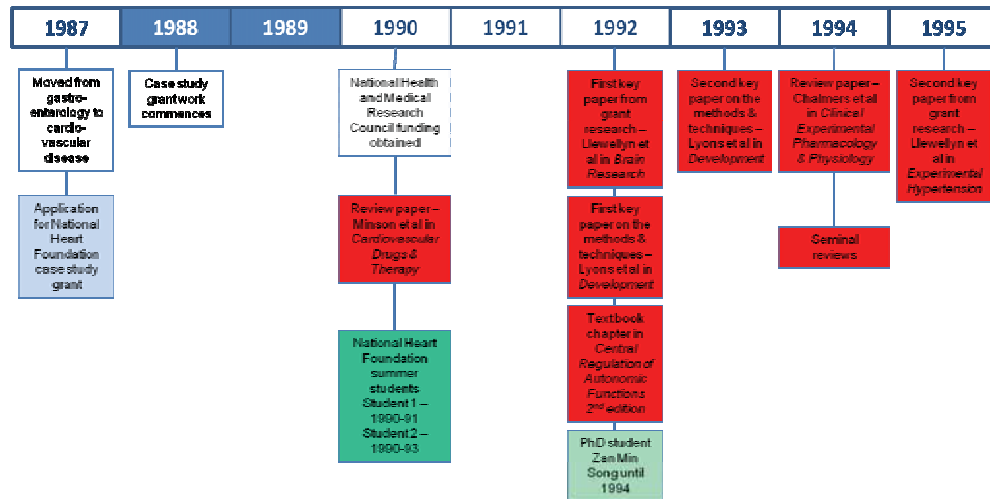 1987
1988
1989
1990
1991
1992
1993
1994
1995
Moved from
gastro-
enterology to
cardio-
vascular
disease
Application
for National
Heart
Foundation
case study
grant
Case study
grant work
commences
National Health
and Medical
Research
Council funding
obtained
Review paper –
Minson et al in
Cardiovascular
Drugs &
Therapy
National Heart
Foundation
summer
students
Student 1 –
1990-91
Student 2 –
1990-93
First key
paper from
grant
research –
Llewellyn et
al in Brain
Research
First key
paper on the
methods &
techniques –
Lyons et al in
Development
Textbook
chapter in
Central
Regulation of
Autonomic
Functions
2nd edition
PhD student
Zan Min
Song until
1994
Second key
paper on the
methods &
techniques –
Lyons et al in
Development
Review paper –
Chalmers et al
in Clinical
Experimental
Pharmacology
& Physiology
Seminal
reviews
Second key
paper from
grant
research –
Llewellyn et
al in
Experimental
Hypertension